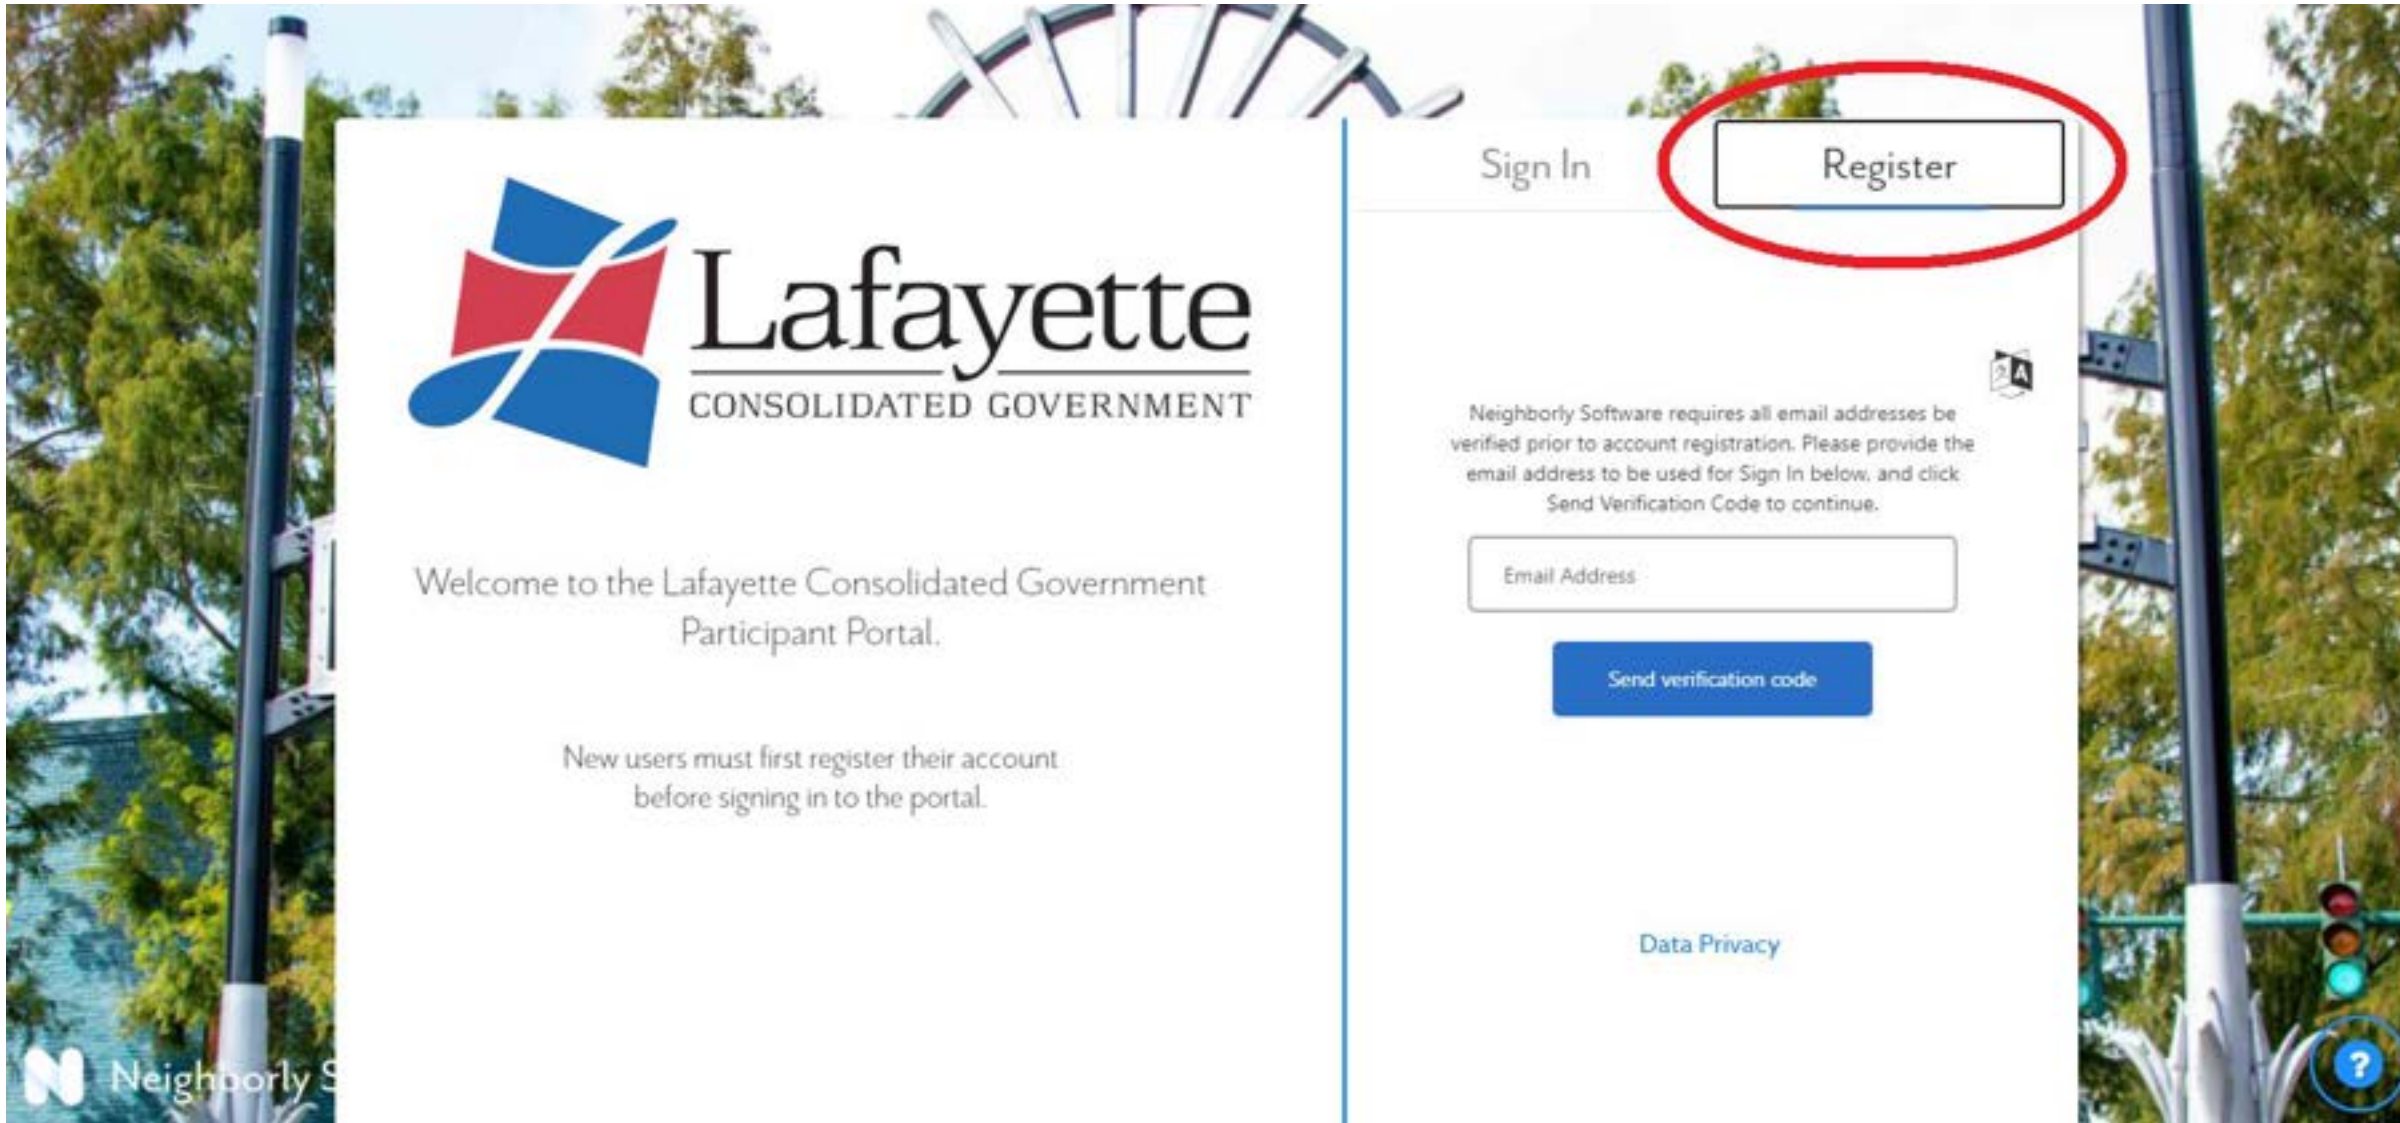 Lafayette
CONSOLIDATED GOVERNMENT
Welcome to the Lafayette Consolidated Government
Participant Portal.
New users must first register their account
before signing in to the portal.
Sign In
Register
A
Neighborly Software requires all email addresses be
verified prior to account registration. Please provide the
email address to be used for Sign In below, and click
Send Verification Code to continue.
Email Address
Send verification code
Data Privacy
Neighborly S
?